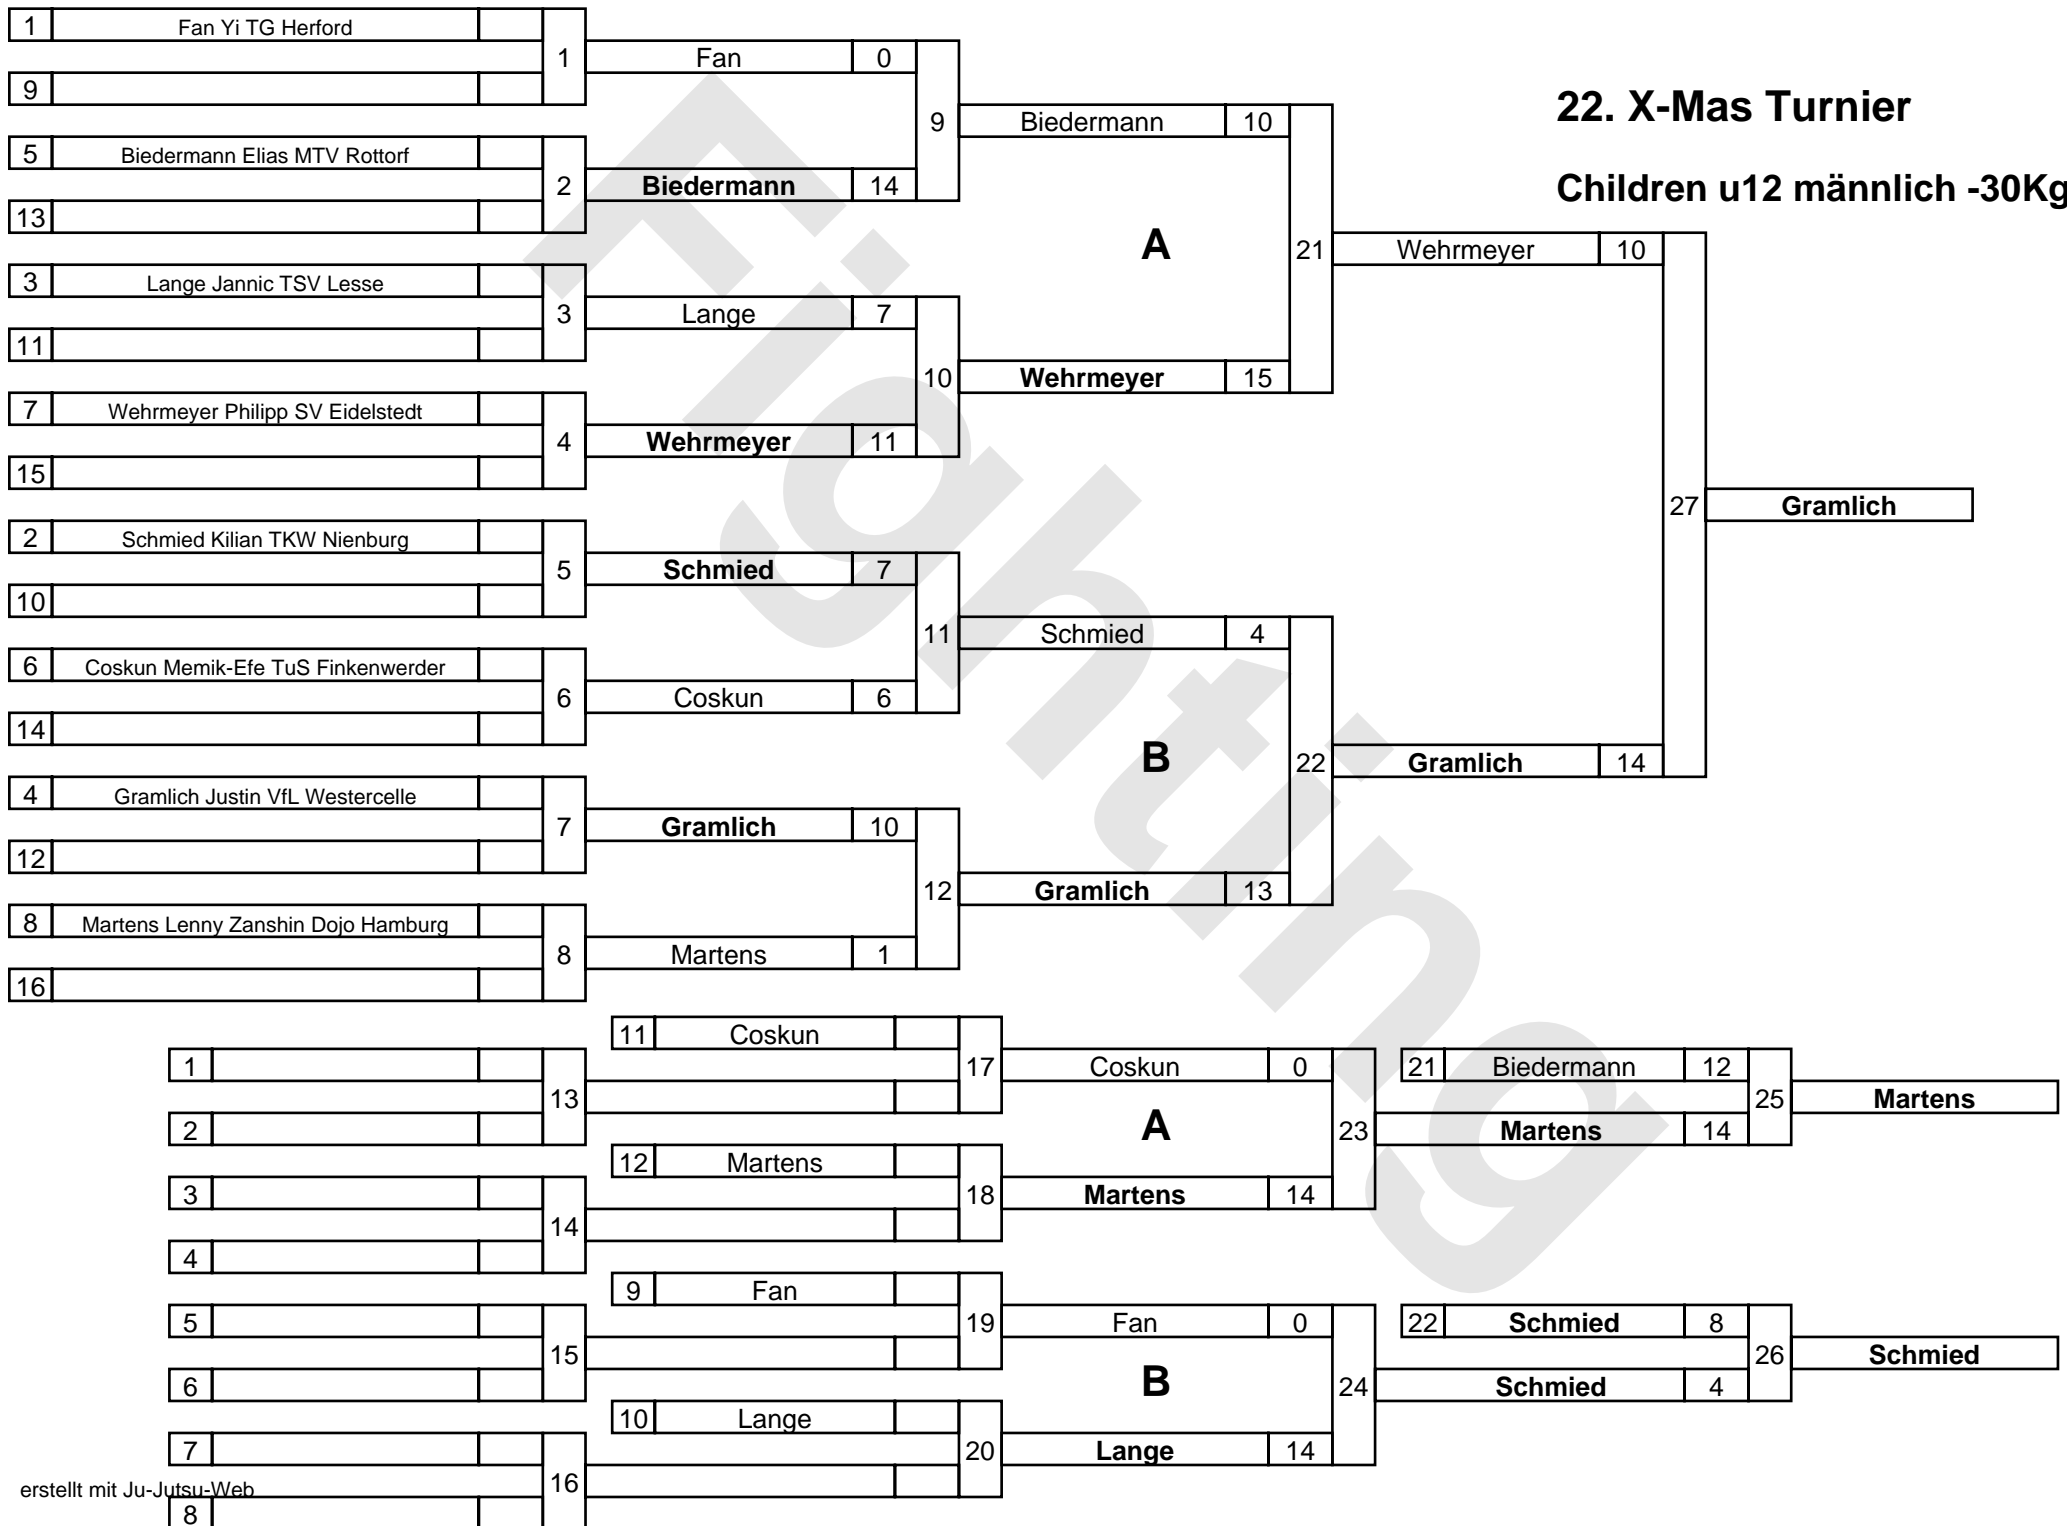 22. X-Mas Turnier
Children u12 männlich -30Kg
Fighting
1 Fan Yi TG Herford
1
Fan 0
9
9
Biedermann 10
5 Biedermann Elias MTV Rottorf
2
Biedermann 14
13
A
21
Wehrmeyer 10
3 Lange Jannic TSV Lesse
3
Lange 7
11
10
Wehrmeyer 15
7 Wehrmeyer Philipp SV Eidelstedt
4
Wehrmeyer 11
15
27
Gramlich
2 Schmied Kilian TKW Nienburg
5
Schmied 7
10
11
Schmied 4
6 Coskun Memik-Efe TuS Finkenwerder
6
Coskun 6
14
B
22
Gramlich 14
4 Gramlich Justin VfL Westercelle
7
Gramlich 10
12
12
Gramlich 13
8 Martens Lenny Zanshin Dojo Hamburg
8
Martens 1
16
11 Coskun
1
17
Coskun 0
21 Biedermann 12
13
A
25
Martens
2
23
Martens 14
12 Martens
3
18
Martens 14
14
4
9 Fan
5
19
Fan 0
22 Schmied 8
15
B
26
Schmied
6
24
Schmied 4
10 Lange
7
20
Lange 14
16
erstellt mit Ju-Jutsu-Web
8